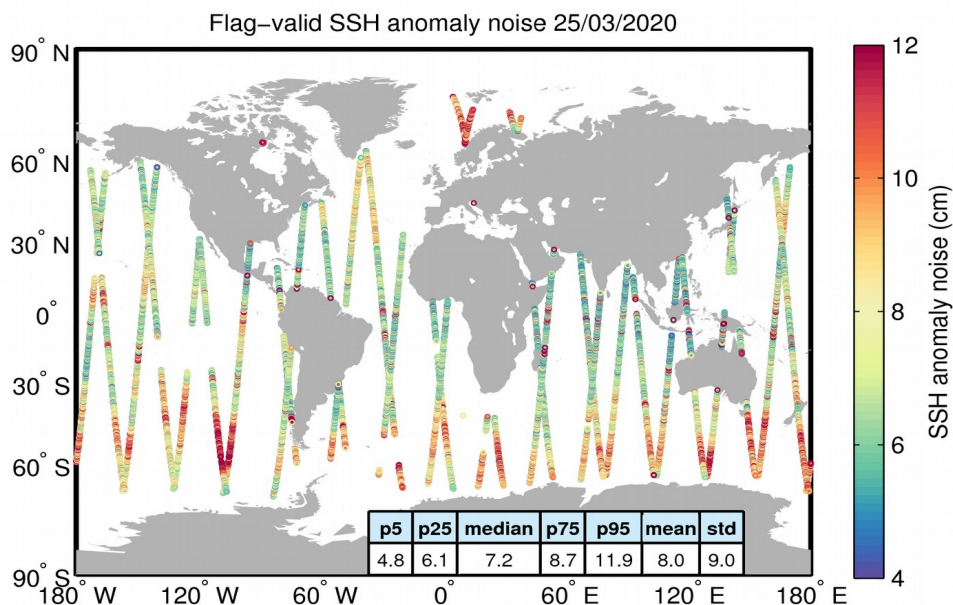 Flag–valid SSH anomaly noise 25/03/2020
90° N
60° N
30° N
0°
30° S
60° S
90° S
180° W
120° W
60° W
0°
60° E
120° E
180° E
p5 p25 median p75 p95 mean std
4.8 6.1 7.2 8.7 11.9 8.0 9.0
12
10
8
6
4
SSH anomaly noise (cm)